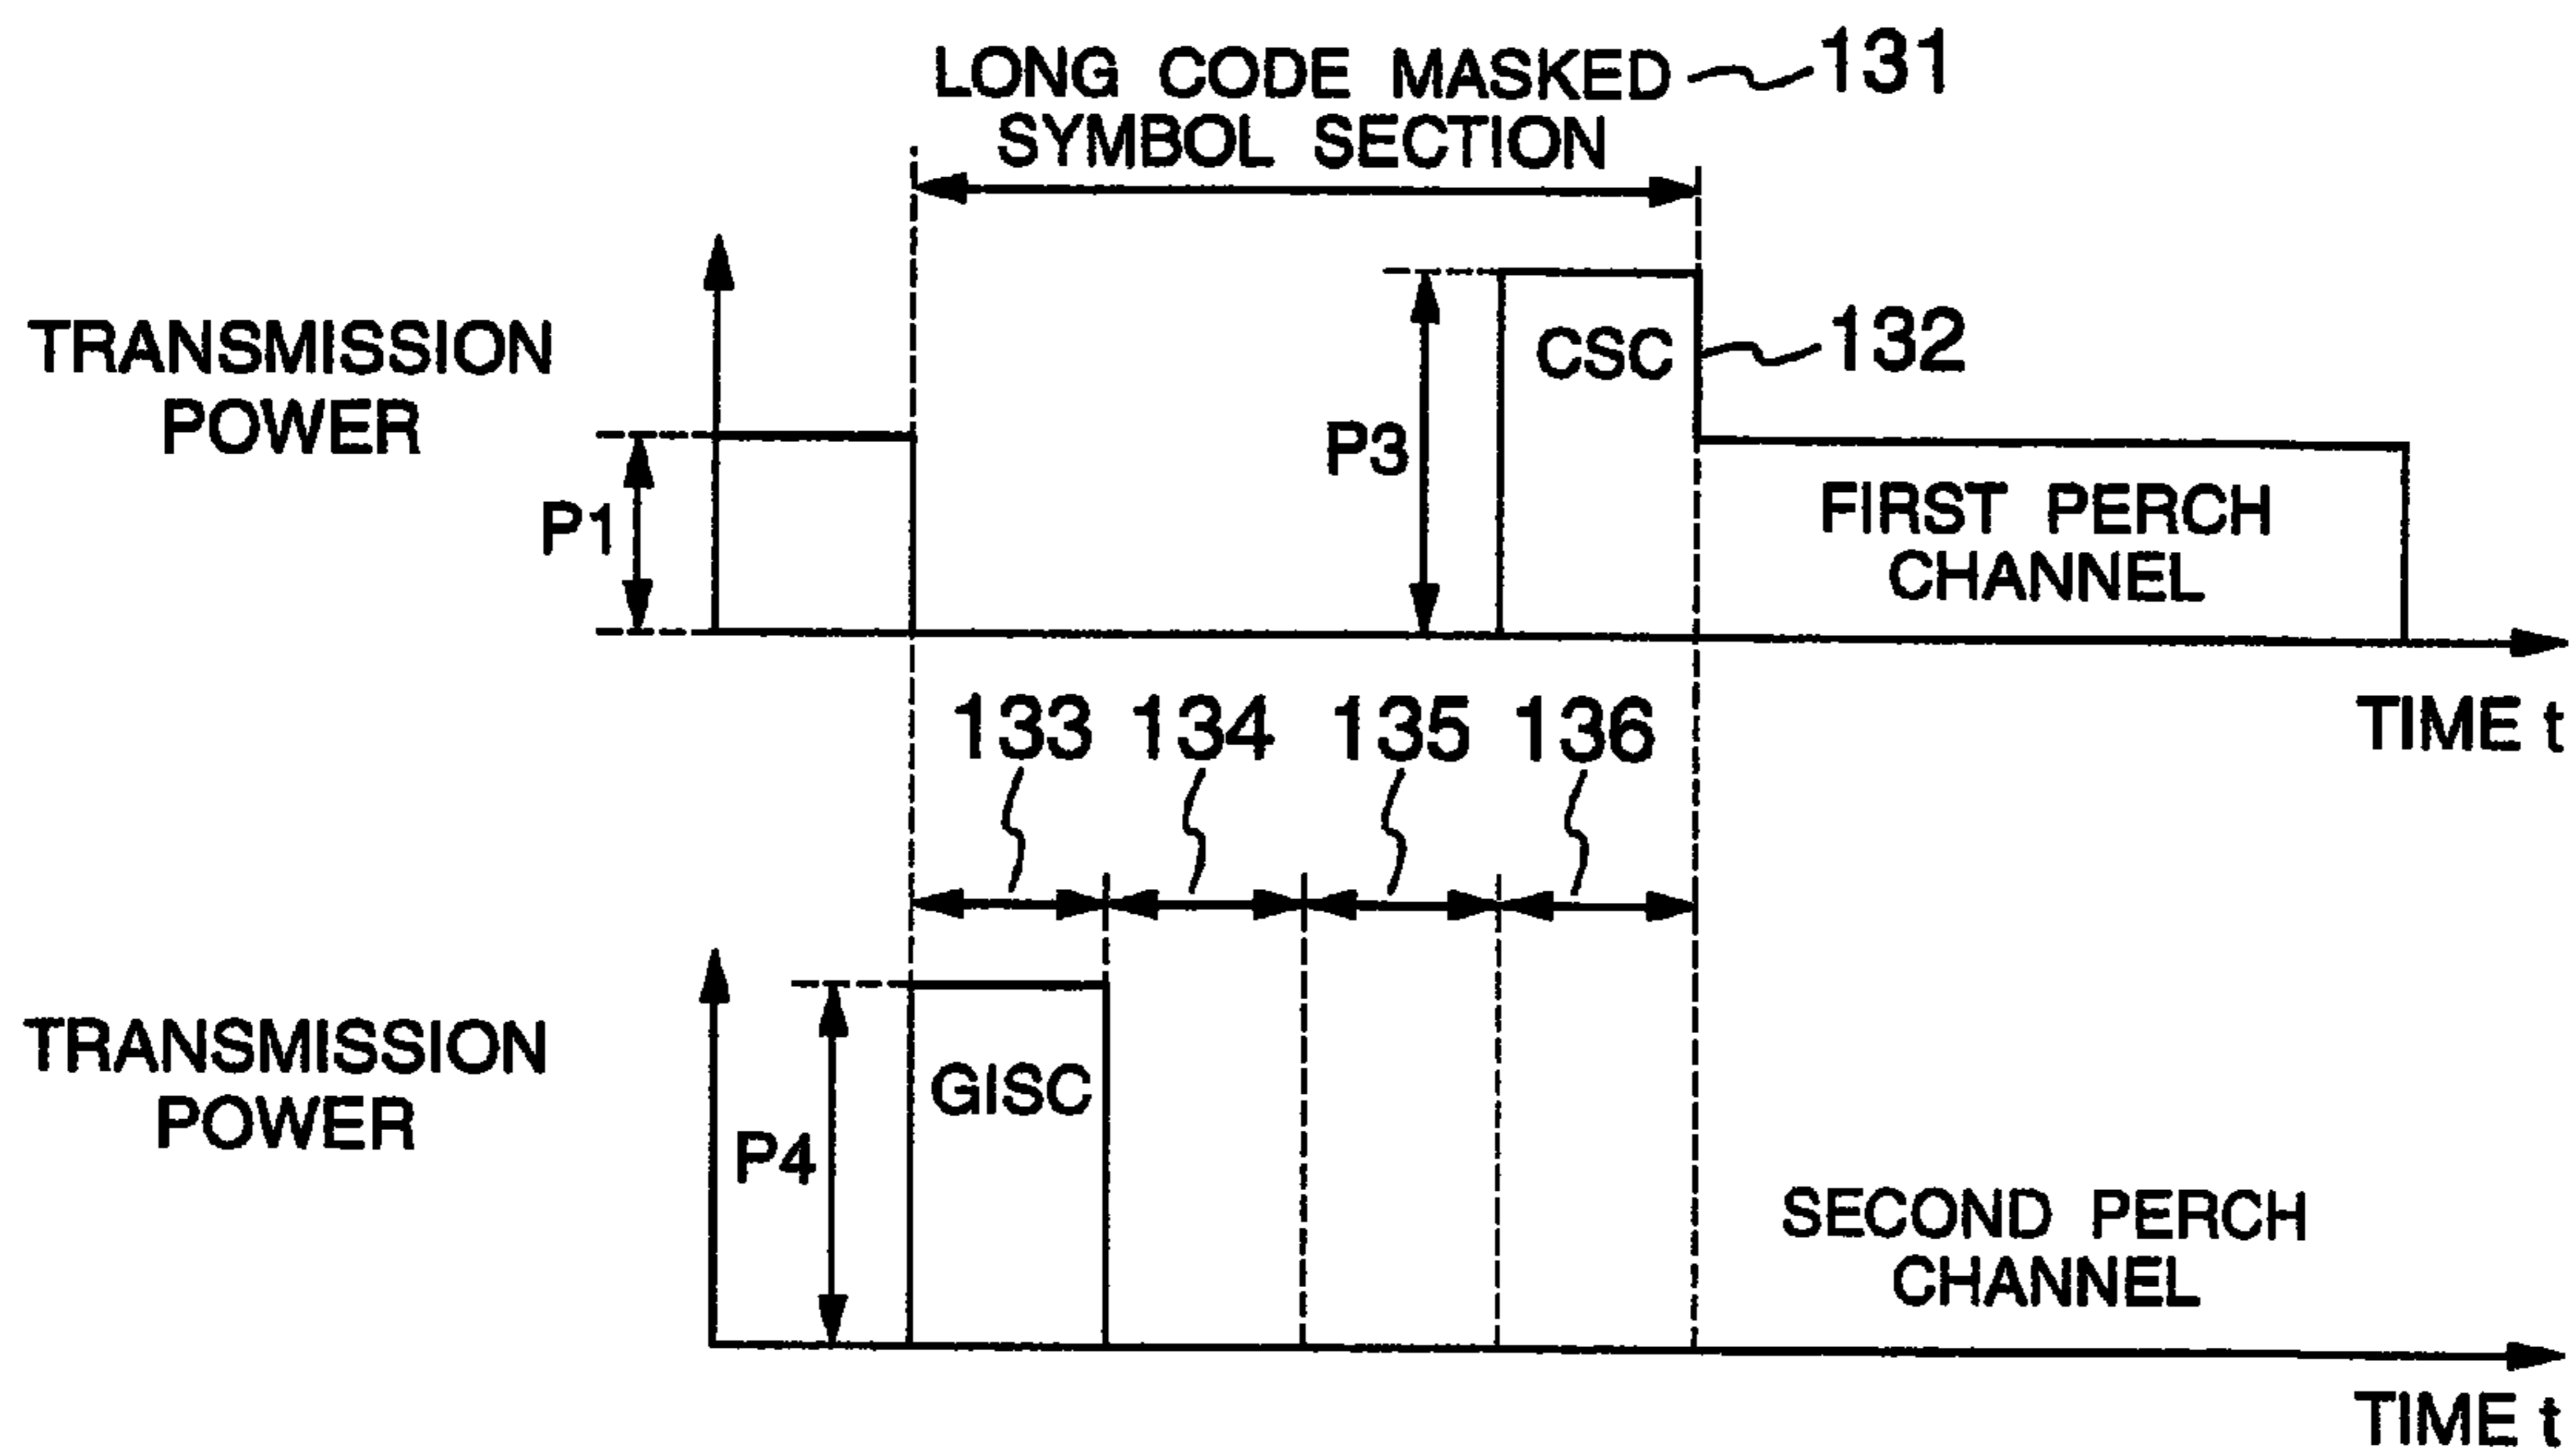 LONG CODE MASKED
SYMBOL SECTION
131
TRANSMISSION
POWER
P1
P3
CSC
132
FIRST PERCH
CHANNEL
TIME t
133
134
135
136
TRANSMISSION
POWER
P4
GISC
SECOND PERCH
CHANNEL
TIME t